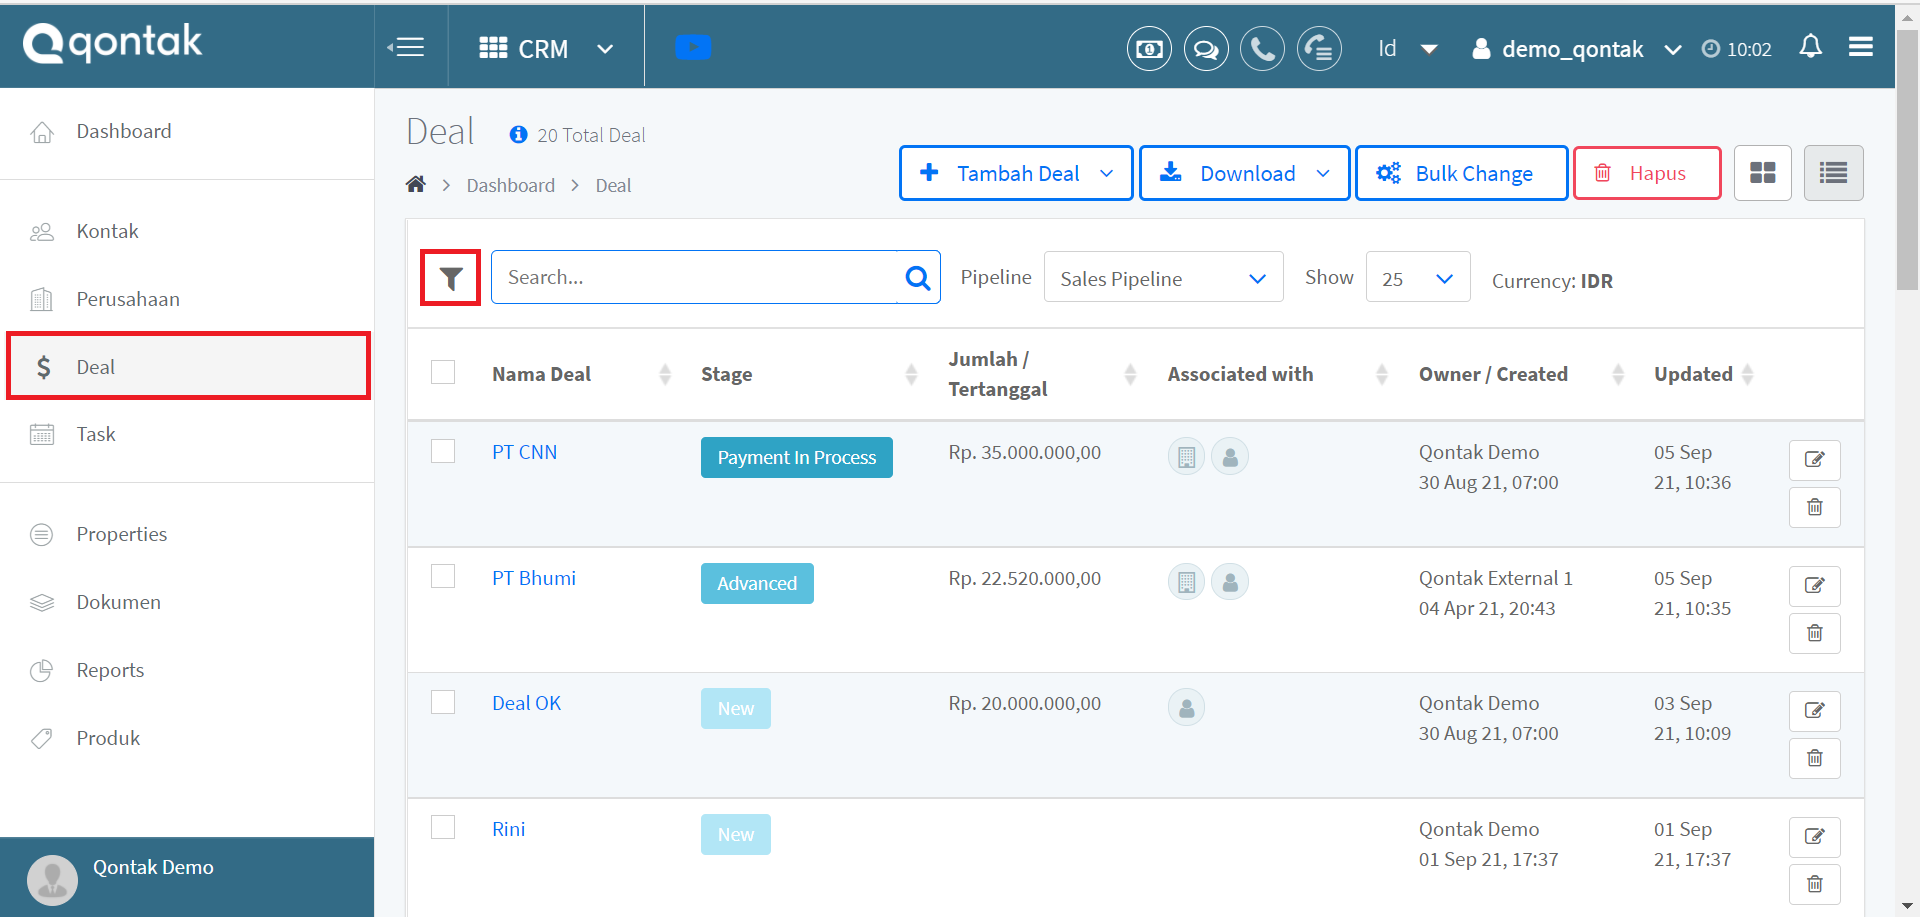 qontak
CRM
Id
demo_qontak
10:02
Dashboard
Kontak
Perusahaan
Deal
Task
Properties
Dokumen
Reports
Produk
Qontak Demo
Deal
20 Total Deal
Dashboard
Deal
Tambah Deal
Download
Bulk Change
Hapus
Search...
Pipeline
Sales Pipeline
Show
25
Currency: IDR
Nama Deal
Stage
Jumlah /
Tertanggal
Associated with
Owner / Created
Updated
PT CNN
Payment In Process
Rp. 35.000.000,00
Qontak Demo
30 Aug 21, 07:00
05 Sep
21, 10:36
PT Bhumi
Advanced
Rp. 22.520.000,00
Qontak External 1
04 Apr 21, 20:43
05 Sep
21, 10:35
Deal OK
New
Rp. 20.000.000,00
Qontak Demo
30 Aug 21, 07:00
03 Sep
21, 10:09
Rini
New
Qontak Demo
01 Sep 21, 17:37
01 Sep
21, 17:37